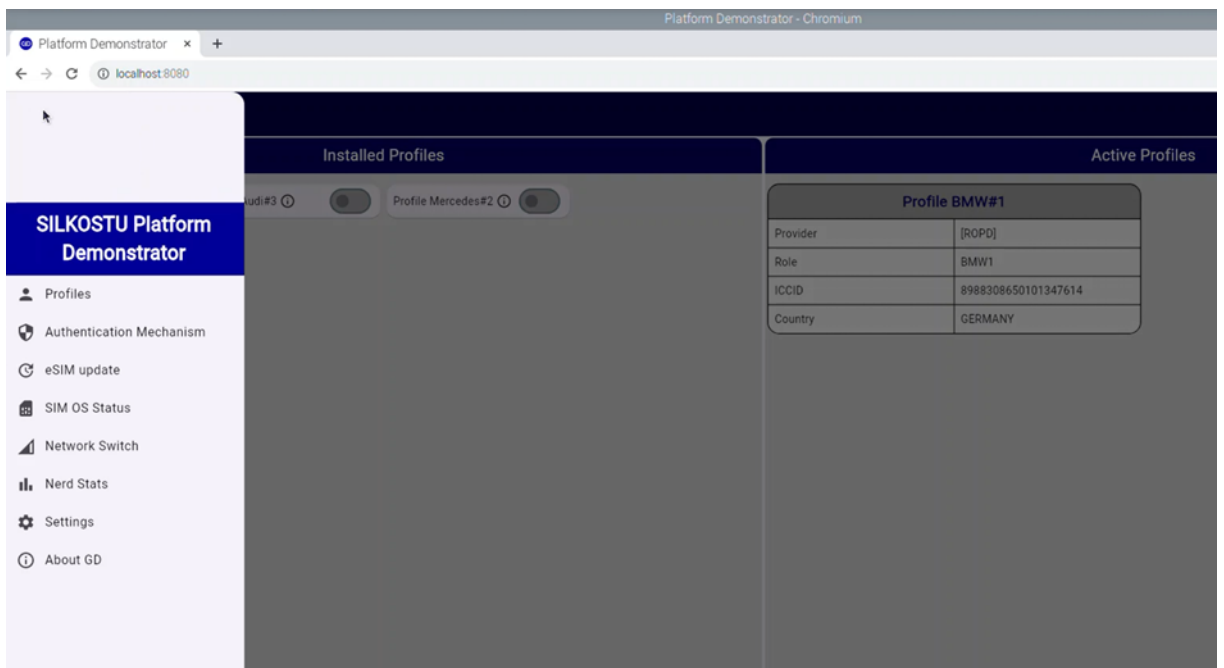 Platform Demonstrator - Chromium
Platform Demonstrator × +
localhost:8080
Installed Profiles
Active Profiles
Audi#3
Profile Mercedes#2
Profile BMW#1
Provider [ROPD]
Role BMW1
ICCID 8988308650101347614
Country GERMANY
SILKOSTU Platform
Demonstrator
Profiles
Authentication Mechanism
eSIM update
SIM OS Status
Network Switch
Nerd Stats
Settings
About GD